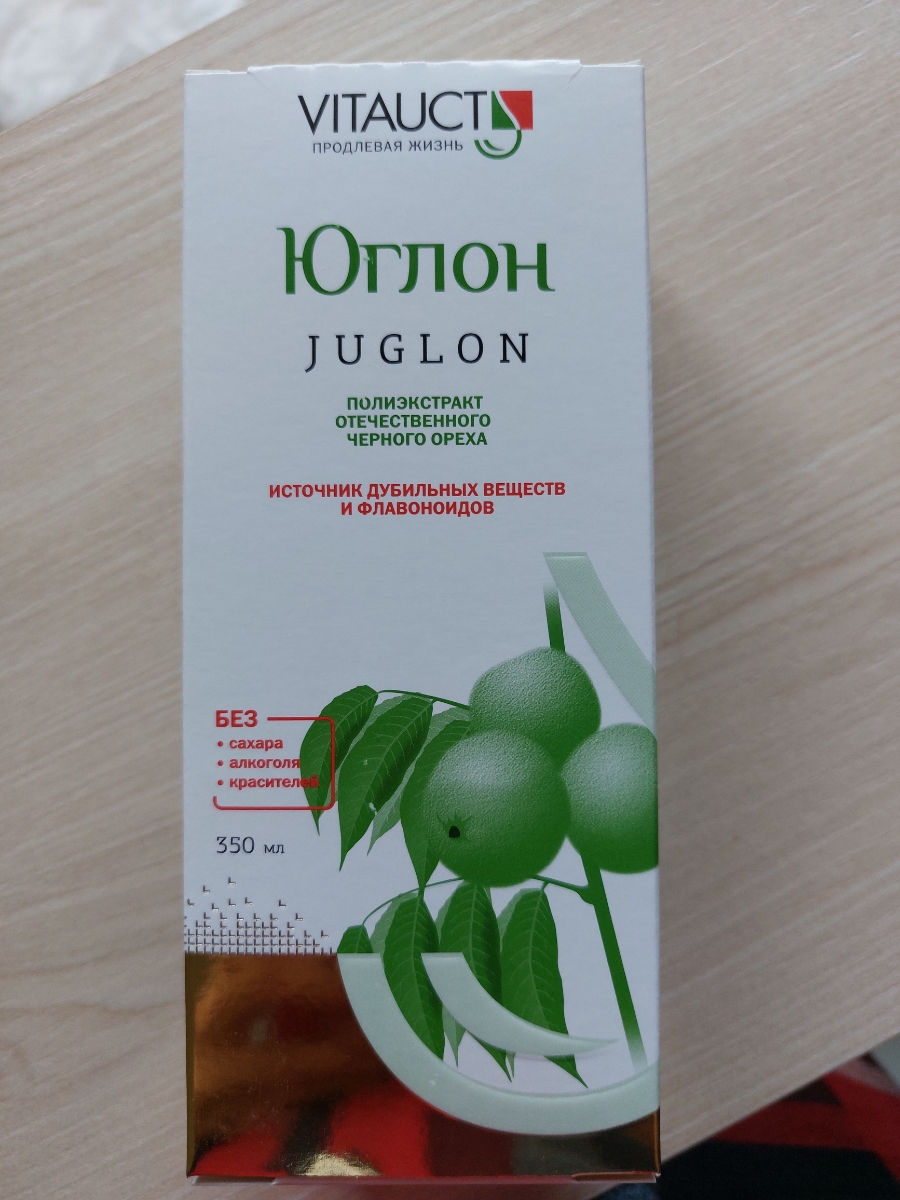 VITAUCT
ПРОДЛЕВАЯ ЖИЗНЬ
Юглон
JUGLON
ПОЛИЭКСТРАКТ
ОТЕЧЕСТВЕННОГО
ЧЕРНОГО ОРЕХА
ИСТОЧНИК ДУБИЛЬНЫХ ВЕЩЕСТВ
И ФЛАВОНОИДОВ
БЕЗ
• сахара
• алкоголя
• красителей
350 мл